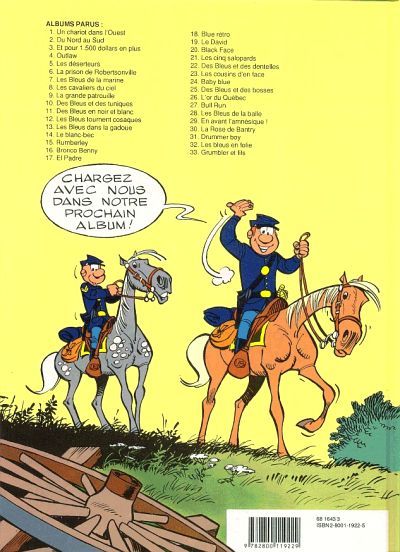 ALBUMS PARUS :
1. Un chariot dans l'Ouest
2. Du Nord au Sud
3. Et pour 1.500 dollars en plus
4. Outlaw
5. Les déserteurs
6. La prison de Robertsonville
7. Les Bleus de la marine
8. Les cavaliers du ciel
9. La grande patrouille
10. Des Bleus et des tuniques
11. Des Bleus en noir et blanc
12. Les Bleus tournent cosaques
13. Les Bleus dans la gadoue
14. Le blanc-bec
15. Rumberley
16. Bronco Benny
17. El Padre
18. Blue rétro
19. Le David
20. Black Face
21. Les cinq salopards
22. Des Bleus et des dentelles
23. Les cousins d'en face
24. Baby blue
25. Des Bleus et des bosses
26. L'or du Québec
27. Bull Run
28. Les Bleus de la balle
29. En avant l'amnésique !
30. La Rose de Bantry
31. Drummer boy
32. Les bleus en folie
33. Grumbler et fils
CHARGEZ
AVEC NOUS
DANS NOTRE
PROCHAIN
ALBUM!
68 1643 3
ISBN 2-8001-1922-5
9 782800 119229